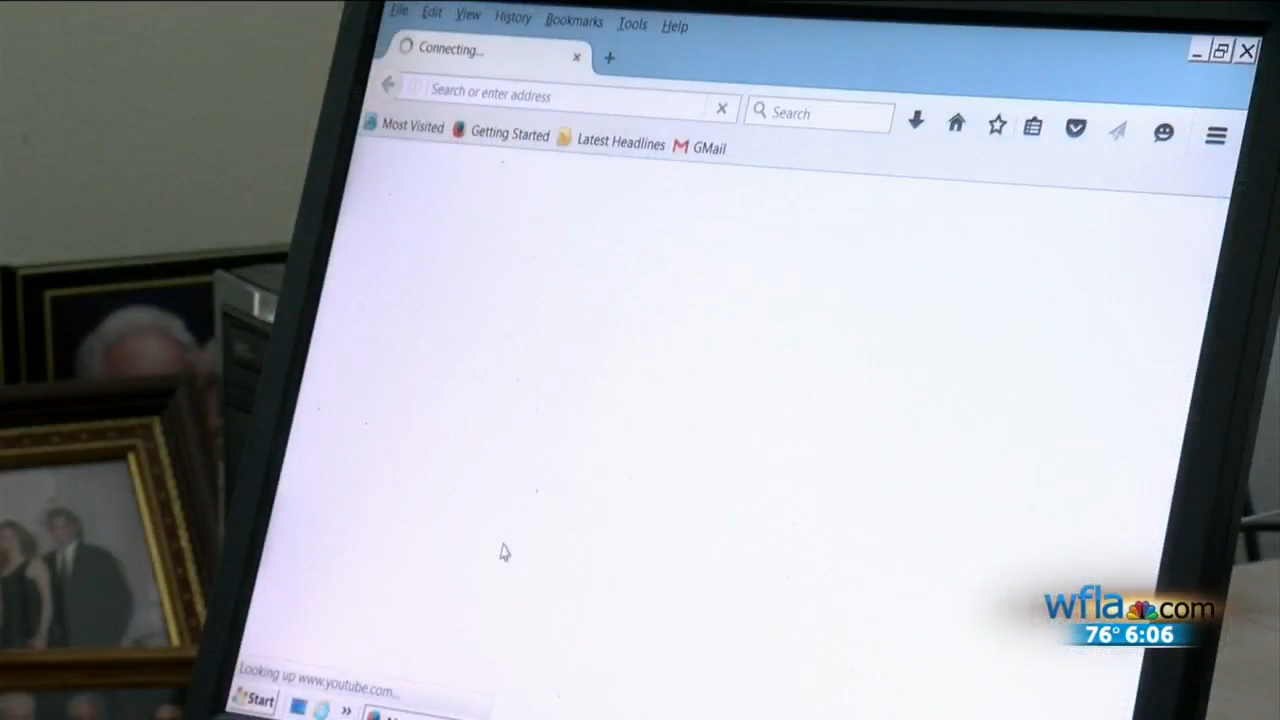 File Edit View History Bookmarks Tools Help
Connecting...
Search or enter address
Search
Most Visited Getting Started Latest Headlines GMail
wfla.com
76° 6:06
Looking up www.youtube.com...
Start